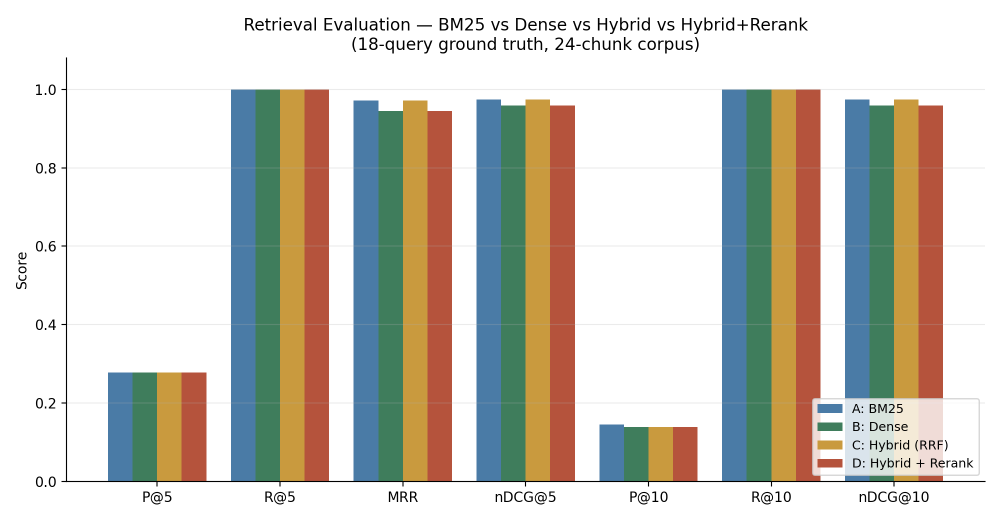 Retrieval Evaluation — BM25 vs Dense vs Hybrid vs Hybrid+Rerank
(18-query ground truth, 24-chunk corpus)
Score
1.0
0.8
0.6
0.4
0.2
0.0
P@5
R@5
MRR
nDCG@5
P@10
R@10
nDCG@10
A: BM25
B: Dense
C: Hybrid (RRF)
D: Hybrid + Rerank